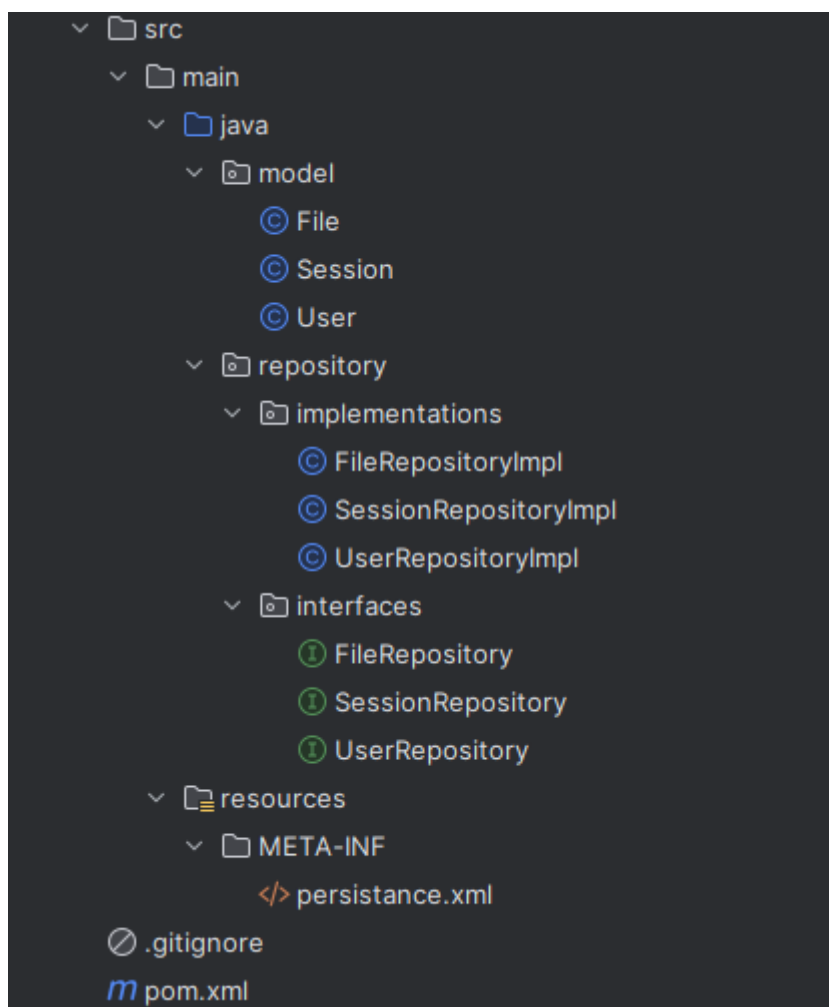 src
main
java
model
File
Session
User
repository
implementations
FileRepositoryImpl
SessionRepositoryImpl
UserRepositoryImpl
interfaces
FileRepository
SessionRepository
UserRepository
resources
META-INF
persistance.xml
.gitignore
pom.xml